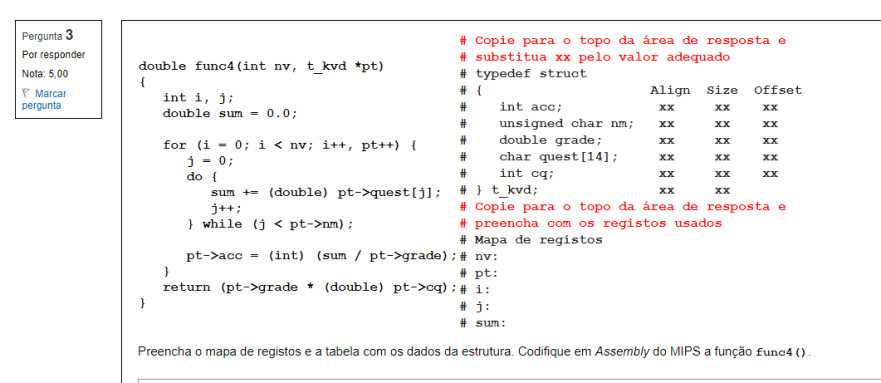 Pergunta 3
Por responder
Nota: 5,00
Marcar pergunta
double func4(int nv, t_kvd *pt)
{
   int i, j;
   double sum = 0.0;

   for (i = 0; i < nv; i++, pt++) {
      j = 0;
      do {
         sum += (double) pt->quest[j];
         j++;
      } while (j < pt->nm);

      pt->acc = (int) (sum / pt->grade);
   }
   return (pt->grade * (double) pt->cq);
}
# Copie para o topo da área de resposta e
# substitua xx pelo valor adequado
# typedef struct
# {                     Align  Size  Offset
#    int acc;            xx     xx     xx
#    unsigned char nm;   xx     xx     xx
#    double grade;       xx     xx     xx
#    char quest[14];     xx     xx     xx
#    int cq;             xx     xx     xx
# } t_kvd;               xx     xx
# Copie para o topo da área de resposta e
# preencha com os registos usados
# Mapa de registos
# nv:
# pt:
# i:
# j:
# sum:
Preencha o mapa de registos e a tabela com os dados da estrutura. Codifique em Assembly do MIPS a função func4().